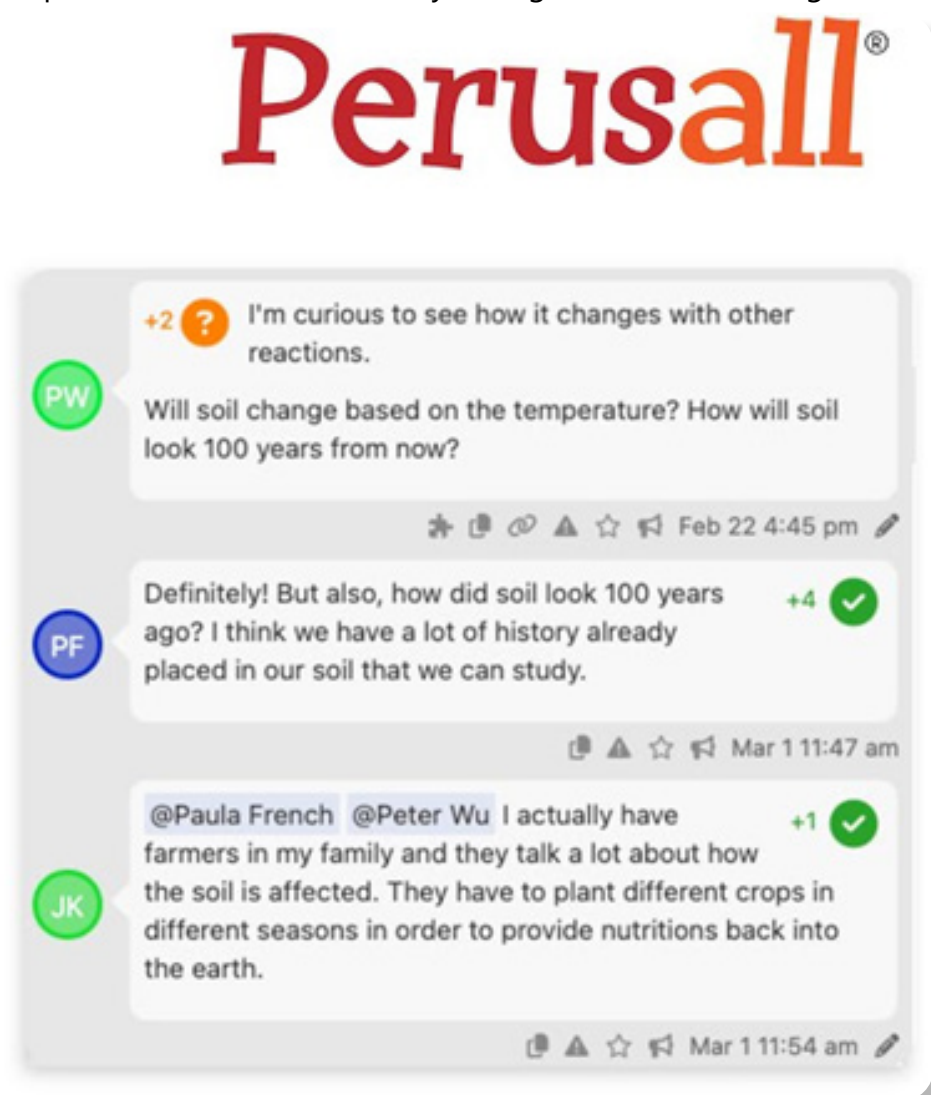 Perusall®
+2 ? I'm curious to see how it changes with other
reactions.
PW
Will soil change based on the temperature? How will soil
look 100 years from now?
Feb 22 4:45 pm
Definitely! But also, how did soil look 100 years
+4
ago? I think we have a lot of history already
PF
placed in our soil that we can study.
Mar 1 11:47 am
@Paula French @Peter Wu I actually have
+1
farmers in my family and they talk a lot about how
the soil is affected. They have to plant different crops in
JK
different seasons in order to provide nutritions back into
the earth.
Mar 1 11:54 am